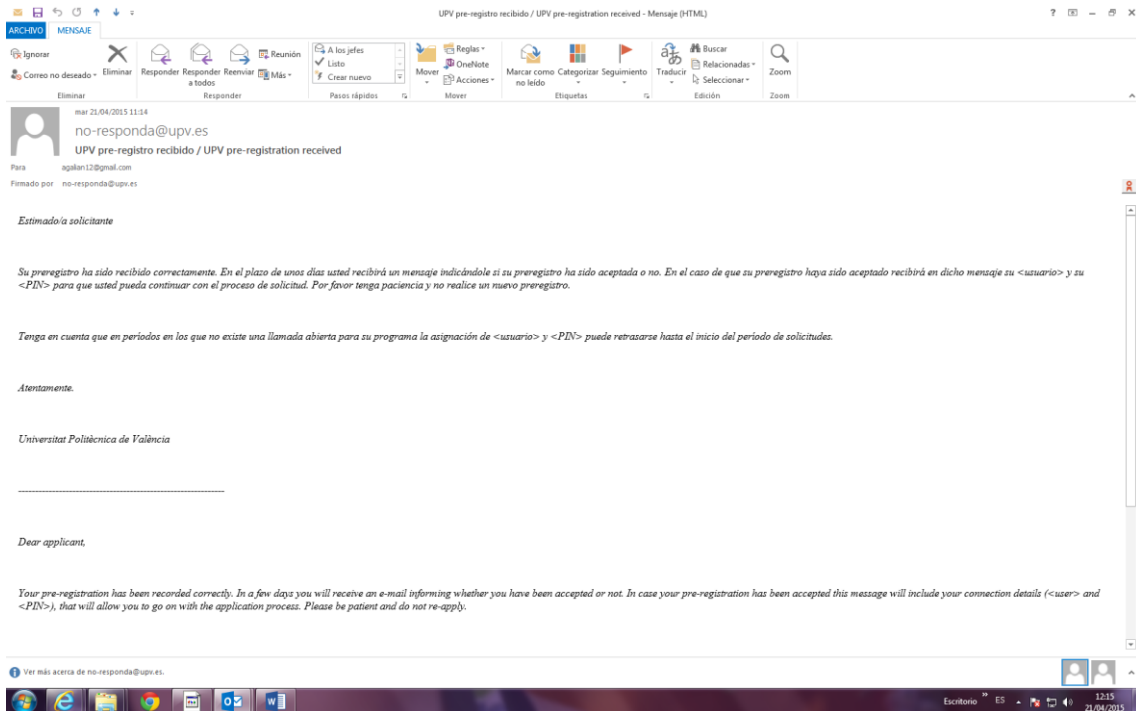 UPV pre-registro recibido / UPV pre-registration received - Mensaje (HTML)
ARCHIVO MENSAJE
Ignorar
Correo no deseado
Eliminar
Responder
Responder a todos
Reenviar
Reunión
Más
A los jefes
Listo
Crear nuevo
Mover
Reglas
OneNote
Acciones
Marcar como no leído
Categorizar
Seguimiento
Traducir
Buscar
Relacionadas
Seleccionar
Zoom
Eliminar Responder Pasos rápidos Mover Etiquetas Edición Zoom
mar 21/04/2015 11:14
no-responda@upv.es
UPV pre-registro recibido / UPV pre-registration received
Para agalian12@gmail.com
Firmado por no-responda@upv.es
Estimado/a solicitante
Su preregistro ha sido recibido correctamente. En el plazo de unos días usted recibirá un mensaje indicándole si su preregistro ha sido aceptada o no. En el caso de que su preregistro haya sido aceptado recibirá en dicho mensaje su <usuario> y su
<PIN> para que usted pueda continuar con el proceso de solicitud. Por favor tenga paciencia y no realice un nuevo preregistro.
Tenga en cuenta que en períodos en los que no existe una llamada abierta para su programa la asignación de <usuario> y <PIN> puede retrasarse hasta el inicio del período de solicitudes.
Atentamente.
Universitat Politècnica de València
--------------------------------------------------------------
Dear applicant,
Your pre-registration has been recorded correctly. In a few days you will receive an e-mail informing whether you have been accepted or not. In case your pre-registration has been accepted this message will include your connection details (<user> and
<PIN>), that will allow you to go on with the application process. Please be patient and do not re-apply.
Ver más acerca de no-responda@upv.es.
Escritorio ES 12:15
21/04/2015